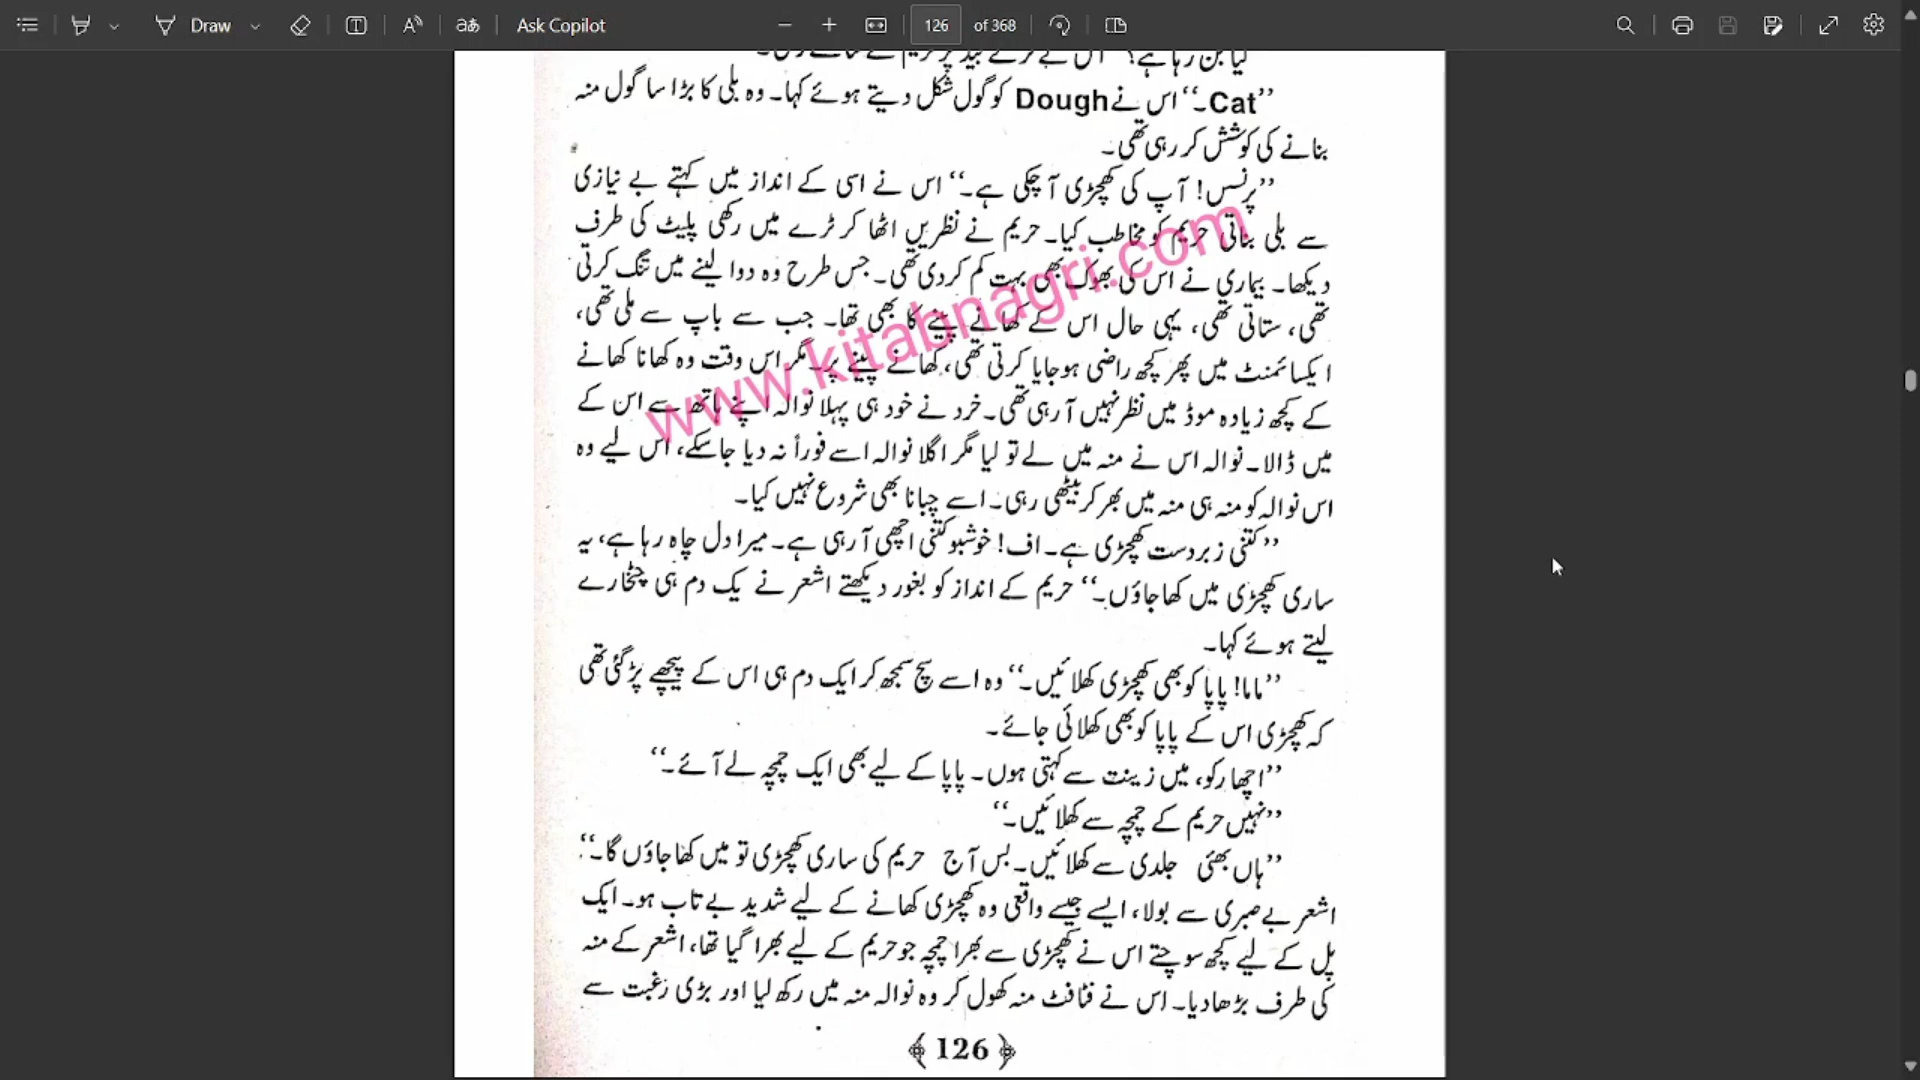 Draw
Ask Copilot
126 of 368
کیا بن رہا ہے؟
’’Cat۔‘‘ اس نے Dough کو گول شکل دیتے ہوئے کہا۔ وہ بلی کا بڑا سا گول منہ
بنانے کی کوشش کر رہی تھی۔
’’پرنسس! آپ کی کھچڑی آ چکی ہے۔‘‘ اس نے اسی کے انداز میں کہتے بے نیازی
سے بلی بناتی حریم کو مخاطب کیا۔ حریم نے نظریں اٹھا کر ٹرے میں رکھی پلیٹ کی طرف
دیکھا۔ بیماری نے اس کی بھوک بھی بہت کم کر دی تھی۔ جس طرح وہ دوا لینے میں تنگ کرتی
تھی، ستاتی تھی، یہی حال اس کے کھانے پینے کا بھی تھا۔ جب سے باپ سے ملی تھی،
ایکسائمنٹ میں پھر کچھ راضی ہو جایا کرتی تھی، کھانے پینے پر۔ مگر اس وقت وہ کھانا کھانے
کے کچھ زیادہ موڈ میں نظر نہیں آ رہی تھی۔ خرد نے خود ہی پہلا نوالہ اپنے ہاتھ سے اس کے
میں ڈالا۔ نوالہ اس نے منہ میں لے تو لیا مگر اگلا نوالہ اسے فوراً نہ دیا جا سکے، اس لیے وہ
اس نوالہ کو منہ ہی منہ میں بھر کر بیٹھی رہی۔ اسے چبانا بھی شروع نہیں کیا۔
’’کتنی زبردست کھچڑی ہے۔ اف! خوشبو کتنی اچھی آ رہی ہے۔ میرا دل چاہ رہا ہے، یہ
ساری کھچڑی میں کھا جاؤں۔‘‘ حریم کے انداز کو بغور دیکھتے اشعر نے یک دم ہی چٹخارے
لیتے ہوئے کہا۔
’’ماما! پاپا کو بھی کھچڑی کھلائیں۔‘‘ وہ اسے سچ سمجھ کر ایک دم ہی اس کے پیچھے پڑ گئی تھی
کہ کھچڑی اس کے پاپا کو بھی کھلائی جائے۔
’’اچھا رکو، میں زینت سے کہتی ہوں۔ پاپا کے لیے بھی ایک چمچہ لے آئے۔‘‘
’’نہیں حریم کے چمچہ سے کھلائیں۔‘‘
’’ہاں بھئی جلدی سے کھلائیں۔ بس آج حریم کی ساری کھچڑی تو میں کھا جاؤں گا۔‘‘
اشعر بے صبری سے بولا، ایسے جیسے واقعی وہ کھچڑی کھانے کے لیے شدید بے تاب ہو۔ ایک
پل کے لیے کچھ سوچتے اس نے کھچڑی سے بھرا چمچہ جو حریم کے لیے بھرا گیا تھا، اشعر کے منہ
کی طرف بڑھا دیا۔ اس نے فٹافٹ منہ کھول کر وہ نوالہ منہ میں رکھ لیا اور بڑی رغبت سے
126
www.kitabnagri.com